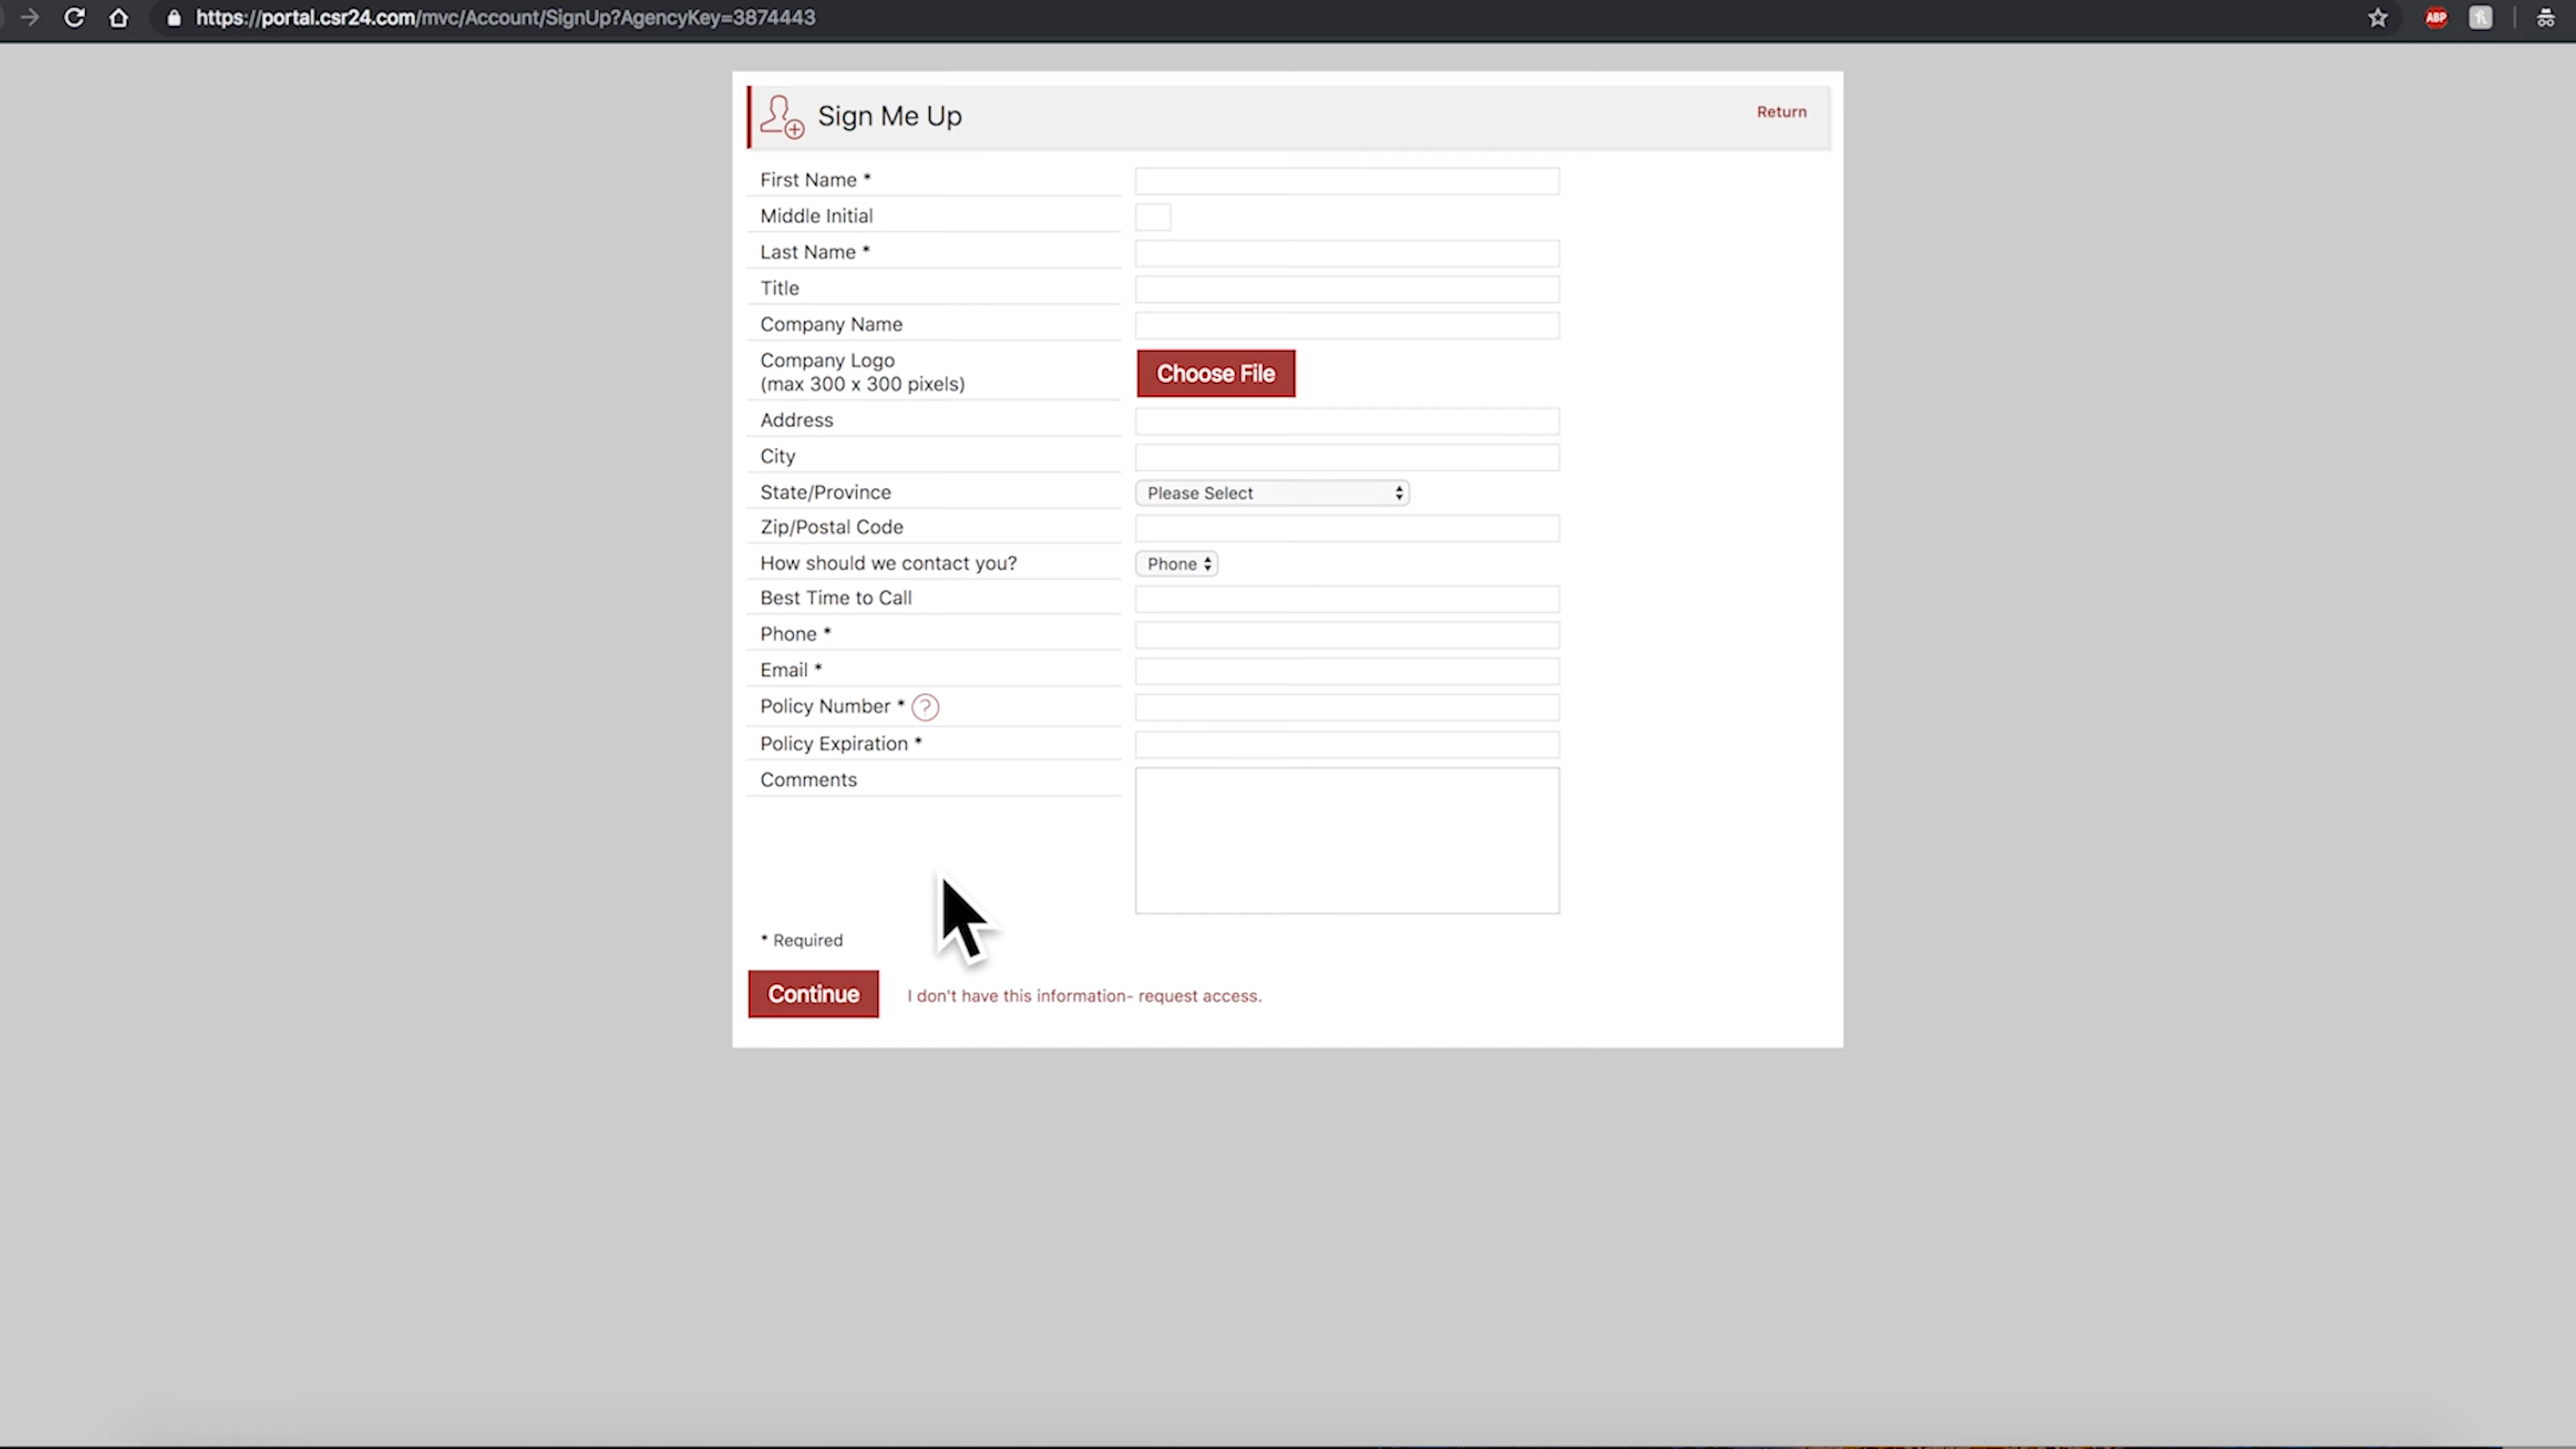 https://portal.csr24.com/mvc/Account/SignUp?AgencyKey=3874443
ABP
Sign Me Up
Return
First Name *
Middle Initial
Last Name *
Title
Company Name
Company Logo
(max 300 x 300 pixels)
Choose File
Address
City
State/Province
Please Select
Zip/Postal Code
How should we contact you?
Phone
Best Time to Call
Phone *
Email *
Policy Number * ?
Policy Expiration *
Comments
* Required
Continue
I don't have this information- request access.